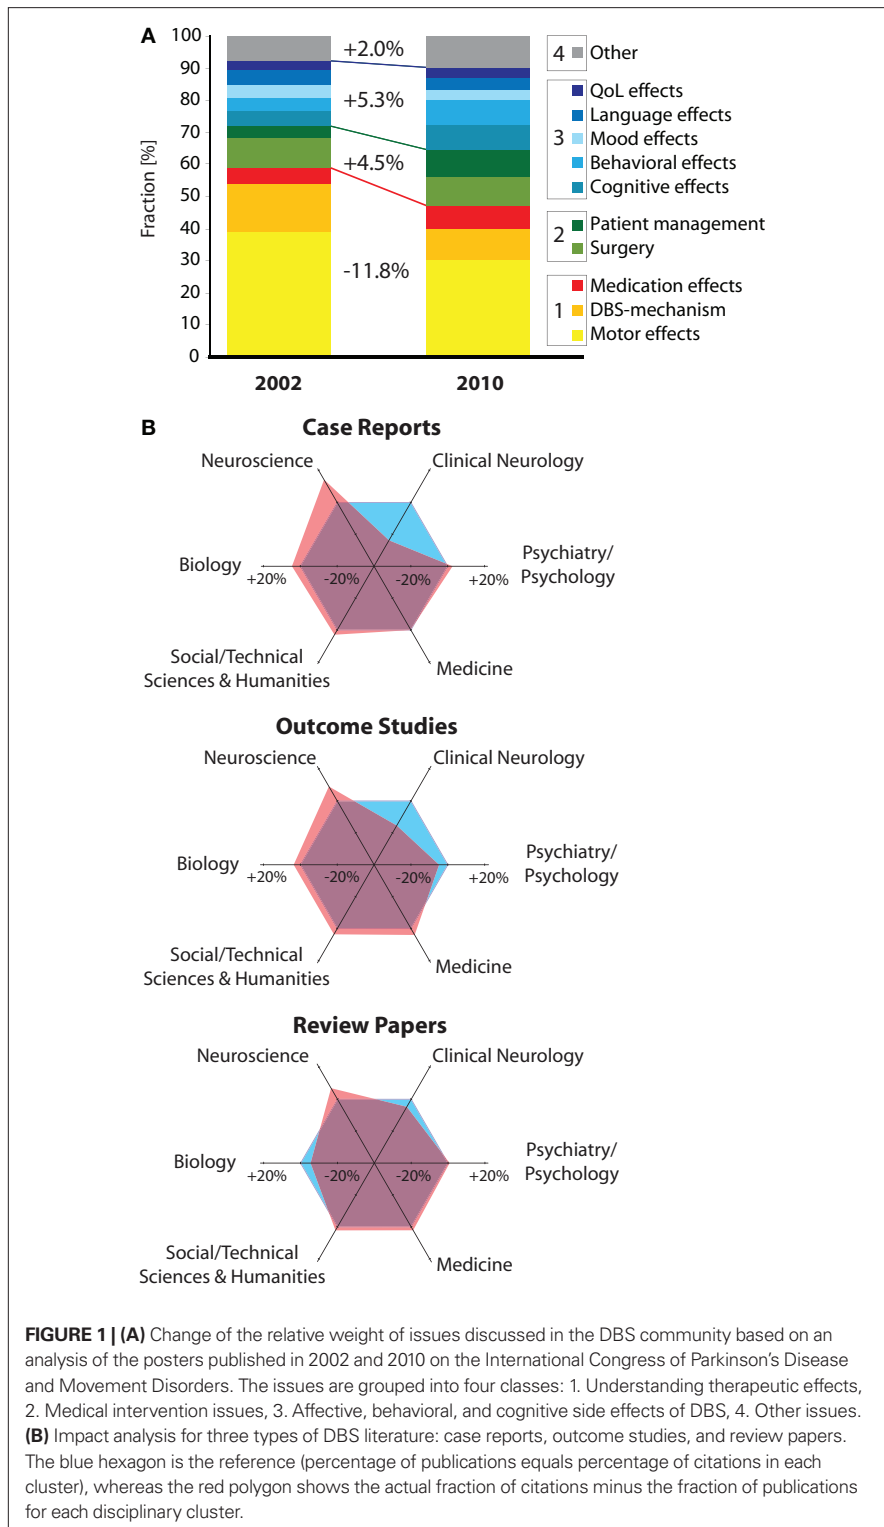 A
100
90
80
70
60
50
40
30
20
10
0
Fraction [%]
+2.0%
+5.3%
+4.5%
-11.8%
2002
2010
4
Other
3
QoL effects
Language effects
Mood effects
Behavioral effects
Cognitive effects
2
Patient management
Surgery
1
Medication effects
DBS-mechanism
Motor effects
B
Case Reports
Neuroscience
Clinical Neurology
Biology
+20%
-20%
-20%
+20%
Psychiatry/
Psychology
Social/Technical
Sciences & Humanities
Medicine
Outcome Studies
Neuroscience
Clinical Neurology
Biology
+20%
-20%
-20%
+20%
Psychiatry/
Psychology
Social/Technical
Sciences & Humanities
Medicine
Review Papers
Neuroscience
Clinical Neurology
Biology
+20%
-20%
-20%
+20%
Psychiatry/
Psychology
Social/Technical
Sciences & Humanities
Medicine
FIGURE 1 | (A) Change of the relative weight of issues discussed in the DBS community based on an
analysis of the posters published in 2002 and 2010 on the International Congress of Parkinson's Disease
and Movement Disorders. The issues are grouped into four classes: 1. Understanding therapeutic effects,
2. Medical intervention issues, 3. Affective, behavioral, and cognitive side effects of DBS, 4. Other issues.
(B) Impact analysis for three types of DBS literature: case reports, outcome studies, and review papers.
The blue hexagon is the reference (percentage of publications equals percentage of citations in each
cluster), whereas the red polygon shows the actual fraction of citations minus the fraction of publications
for each disciplinary cluster.